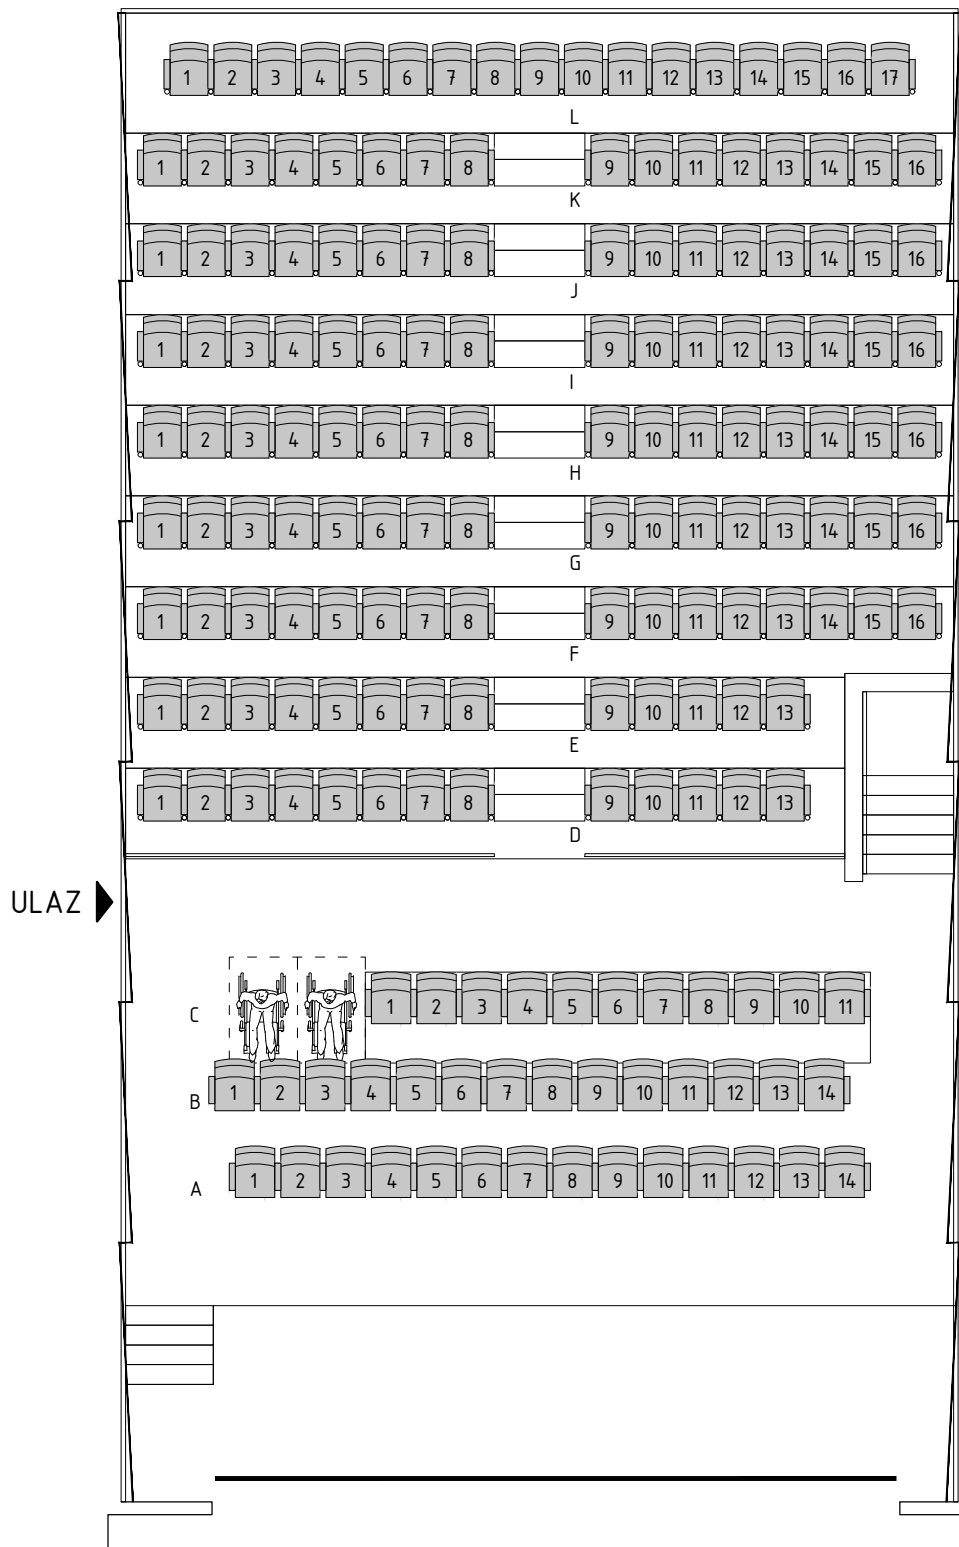 1 2 3 4 5 6 7 8 9 10 11 12 13 14 15 16 17
L
1 2 3 4 5 6 7 8 9 10 11 12 13 14 15 16
K
1 2 3 4 5 6 7 8 9 10 11 12 13 14 15 16
J
1 2 3 4 5 6 7 8 9 10 11 12 13 14 15 16
I
1 2 3 4 5 6 7 8 9 10 11 12 13 14 15 16
H
1 2 3 4 5 6 7 8 9 10 11 12 13 14 15 16
G
1 2 3 4 5 6 7 8 9 10 11 12 13 14 15 16
F
1 2 3 4 5 6 7 8 9 10 11 12 13
E
1 2 3 4 5 6 7 8 9 10 11 12 13
D
ULAZ
C 1 2 3 4 5 6 7 8 9 10 11
B 1 2 3 4 5 6 7 8 9 10 11 12 13 14
A 1 2 3 4 5 6 7 8 9 10 11 12 13 14